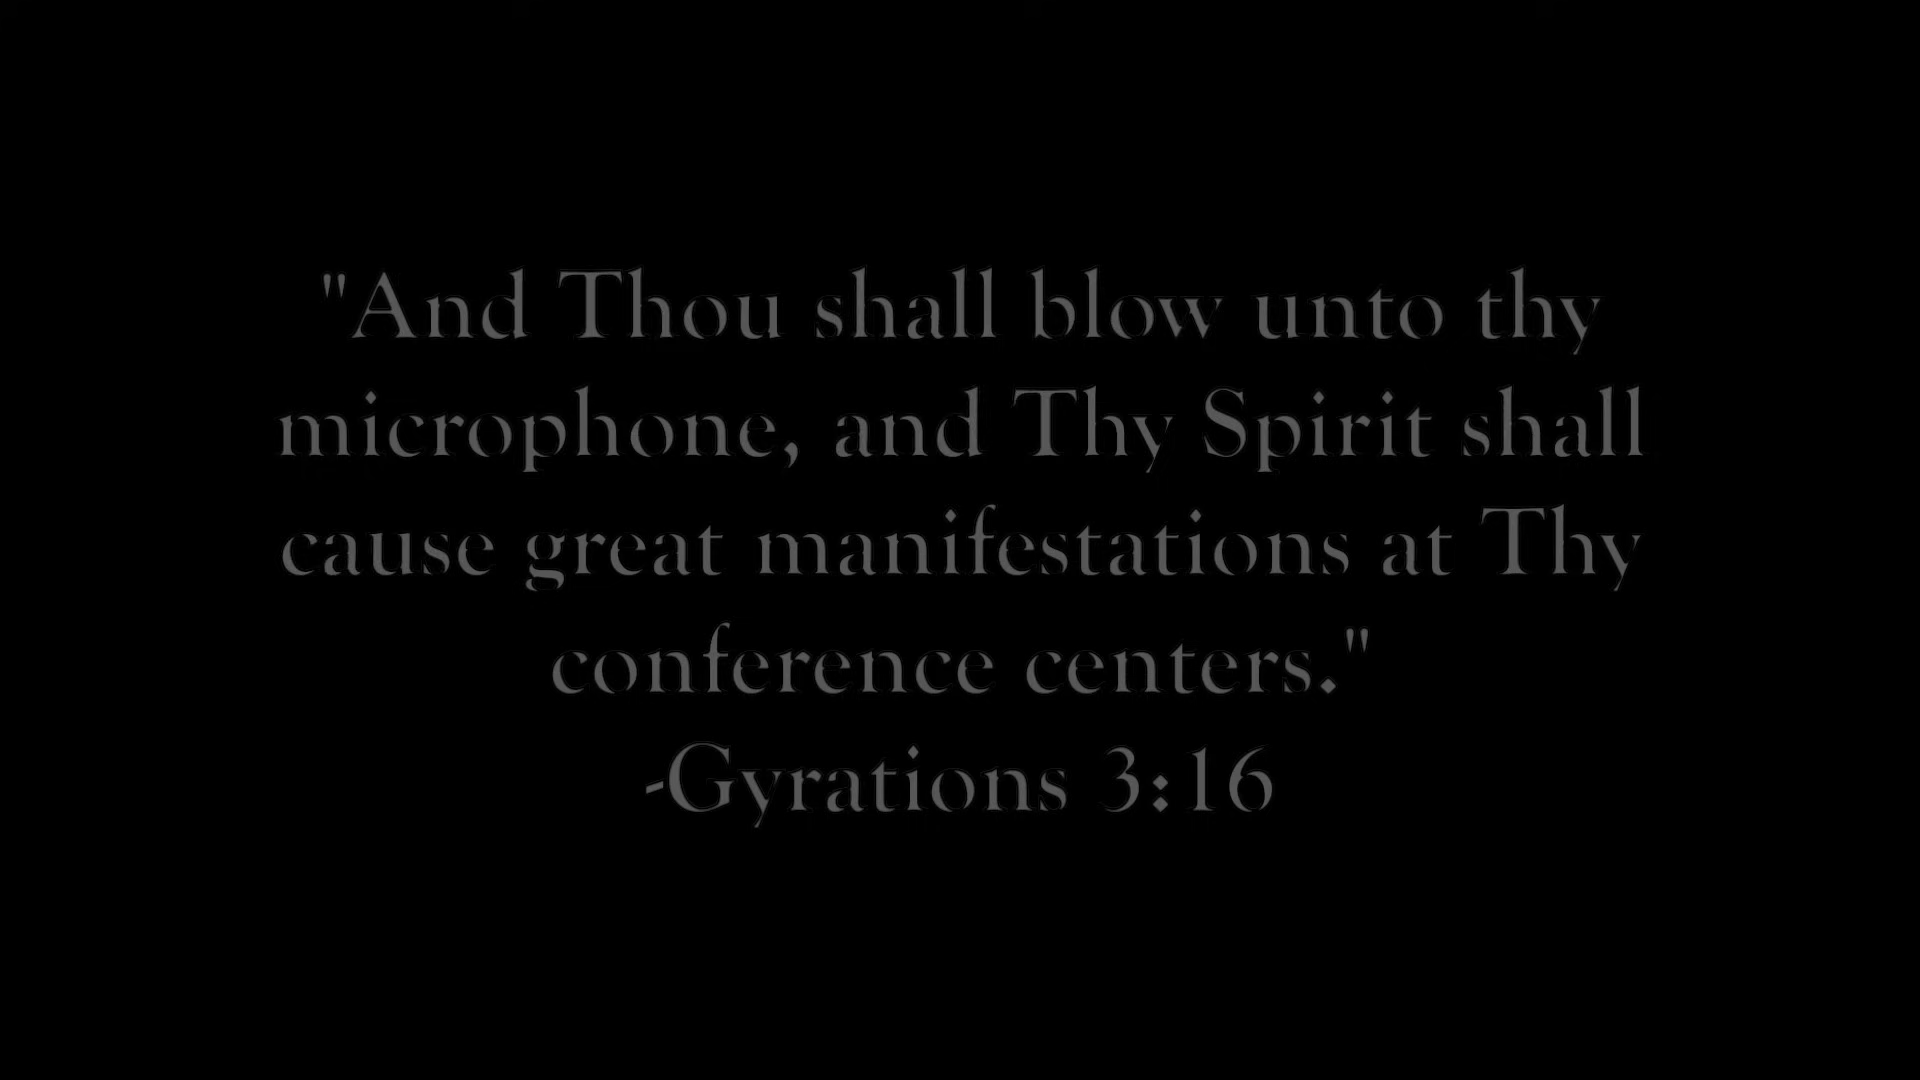 "And Thou shall blow unto thy
microphone, and Thy Spirit shall
cause great manifestations at Thy
conference centers."
-Gyrations 3:16